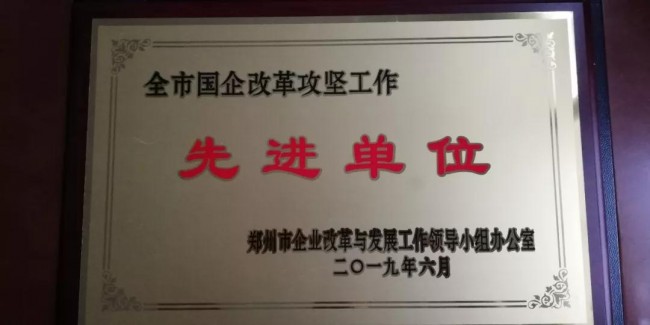 全市国企改革攻坚工作
先进单位
郑州市企业改革与发展工作领导小组办公室
二〇一九年六月